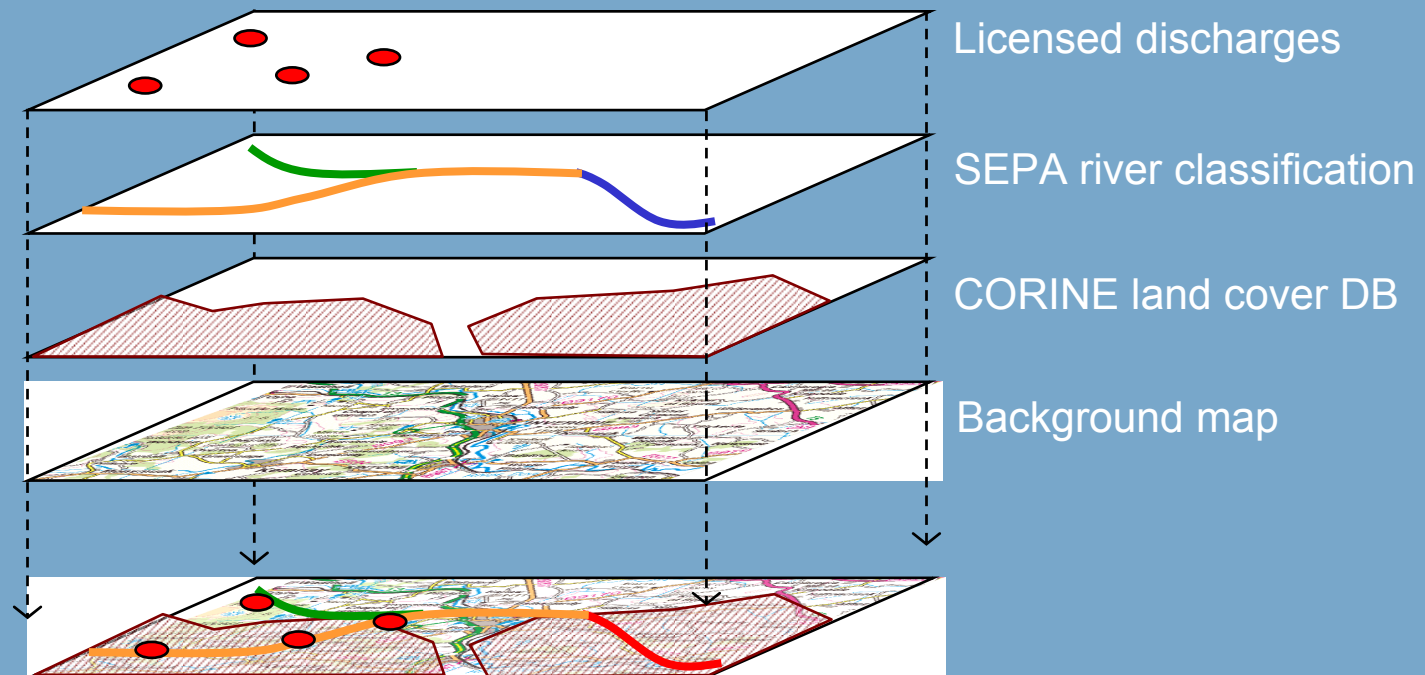 Licensed discharges
SEPA river classification
CORINE land cover DB
Background map